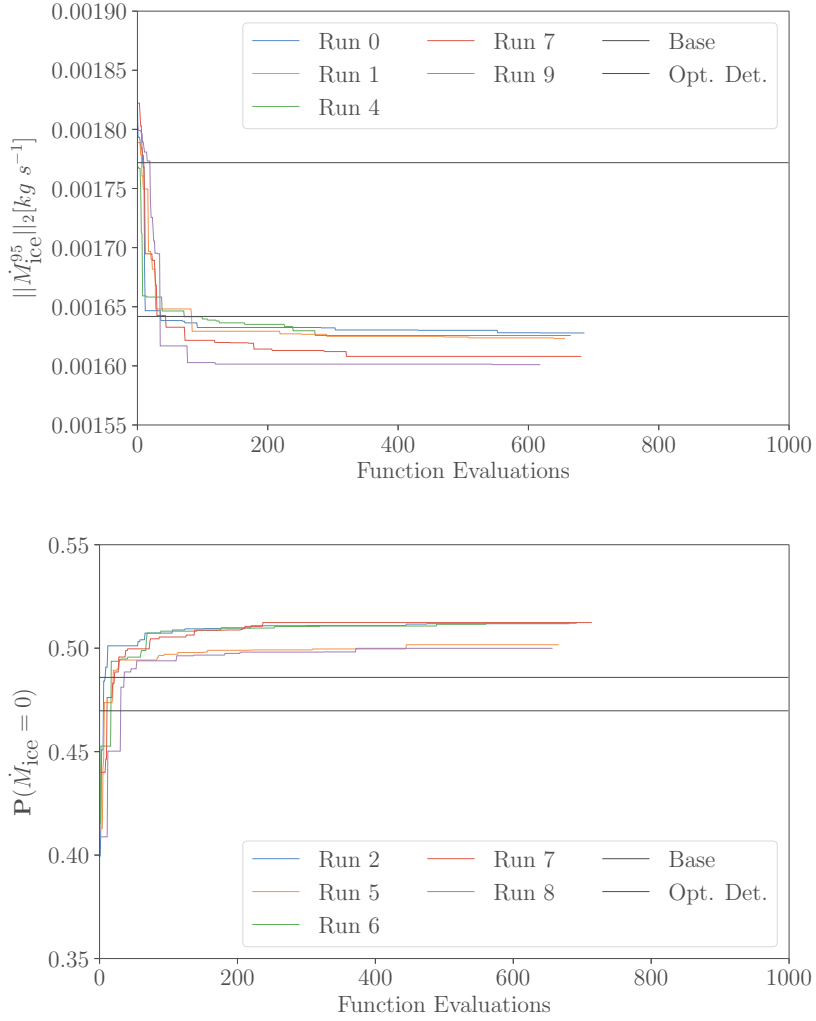 0.00190
0.00185
0.00180
0.00175
0.00170
0.00165
0.00160
0.00155
||Ṁ⁹⁵ice||₂[kg s⁻¹]
Run 0 Run 7 Base
Run 1 Run 9 Opt. Det.
Run 4
0 200 400 600 800 1000
Function Evaluations
0.55
0.50
0.45
0.40
0.35
P(Ṁice = 0)
Run 2 Run 7 Base
Run 5 Run 8 Opt. Det.
Run 6
0 200 400 600 800 1000
Function Evaluations